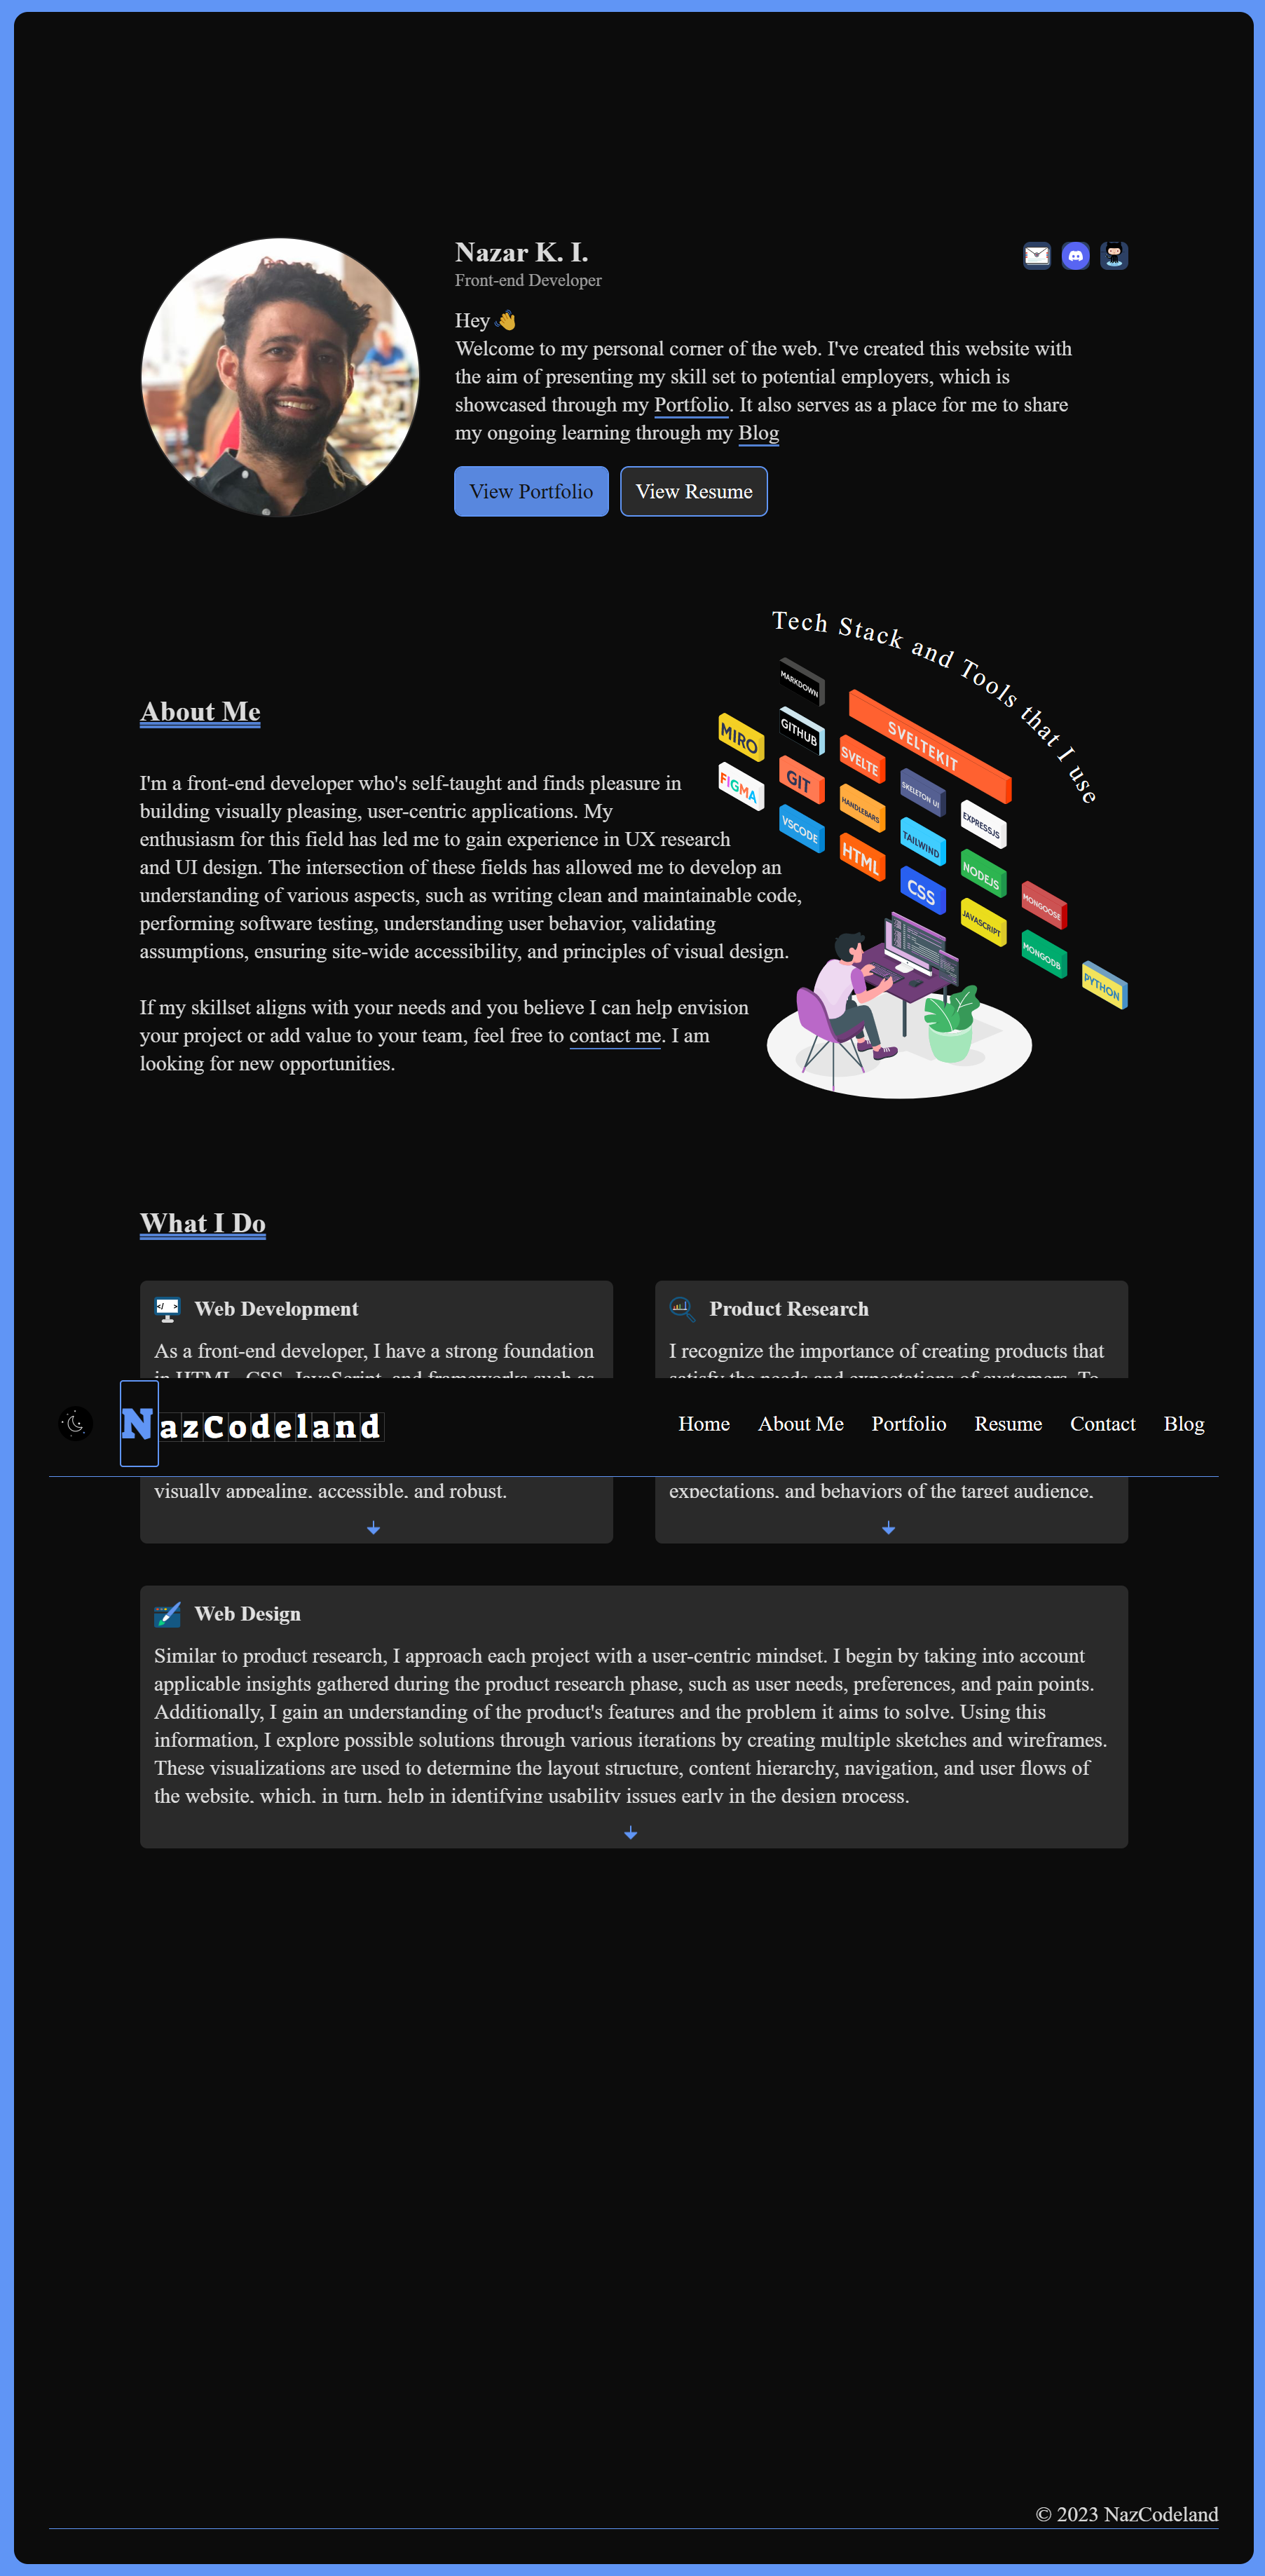 Nazar K. I.
Front-end Developer
Hey 👋
Welcome to my personal corner of the web. I've created this website with
the aim of presenting my skill set to potential employers, which is
showcased through my Portfolio. It also serves as a place for me to share
my ongoing learning through my Blog
View Portfolio
View Resume
Tech Stack and Tools that I use
MARKDOWN
SVELTEKIT
MIRO
GITHUB
SVELTE
SKELETON UI
EXPRESSJS
FIGMA
GIT
HANDLEBARS
TAILWIND
NODEJS
MONGOOSE
VSCODE
HTML
CSS
JAVASCRIPT
MONGODB
PYTHON
About Me
I'm a front-end developer who's self-taught and finds pleasure in
building visually pleasing, user-centric applications. My
enthusiasm for this field has led me to gain experience in UX research
and UI design. The intersection of these fields has allowed me to develop an
understanding of various aspects, such as writing clean and maintainable code,
performing software testing, understanding user behavior, validating
assumptions, ensuring site-wide accessibility, and principles of visual design.
If my skillset aligns with your needs and you believe I can help envision
your project or add value to your team, feel free to contact me. I am
looking for new opportunities.
What I Do
</> Web Development
As a front-end developer, I have a strong foundation
in HTML, CSS, JavaScript, and frameworks such as
Product Research
I recognize the importance of creating products that
satisfy the needs and expectations of customers. To
NazCodeland
Home
About Me
Portfolio
Resume
Contact
Blog
visually appealing, accessible, and robust.
expectations, and behaviors of the target audience,
Web Design
Similar to product research, I approach each project with a user-centric mindset. I begin by taking into account
applicable insights gathered during the product research phase, such as user needs, preferences, and pain points.
Additionally, I gain an understanding of the product's features and the problem it aims to solve. Using this
information, I explore possible solutions through various iterations by creating multiple sketches and wireframes.
These visualizations are used to determine the layout structure, content hierarchy, navigation, and user flows of
the website, which, in turn, help in identifying usability issues early in the design process.
© 2023 NazCodeland